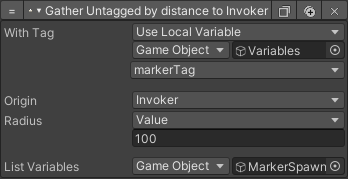 Gather Untagged by distance to Invoker
With Tag Use Local Variable
Game Object Variables
markerTag
Origin Invoker
Radius Value
100
List Variables Game Object MarkerSpawn